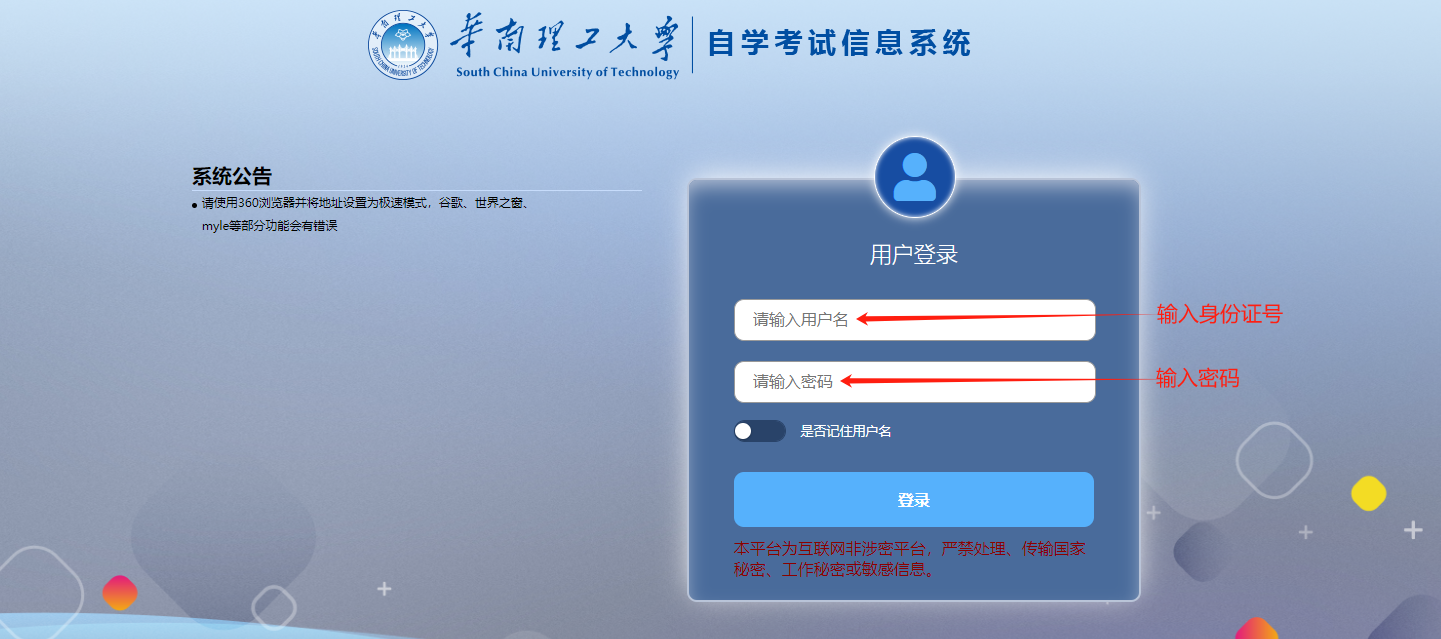 华南理工大学
South China University of Technology
自学考试信息系统
系统公告
请使用360浏览器并将地址设置为极速模式，谷歌、世界之窗、
myle等部分功能会有错误
用户登录
请输入用户名
输入身份证号
请输入密码
输入密码
是否记住用户名
登录
本平台为互联网非涉密平台，严禁处理、传输国家
秘密、工作秘密或敏感信息。